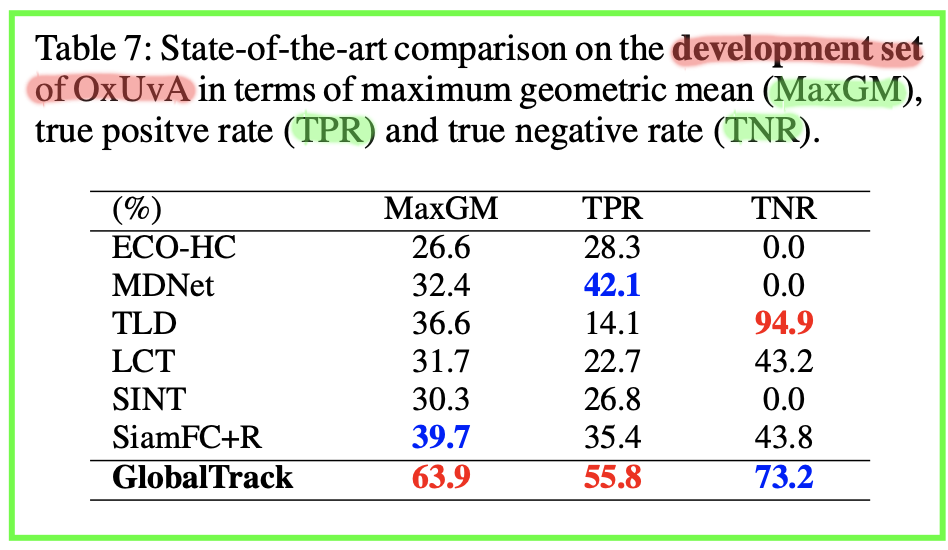 Table 7: State-of-the-art comparison on the development set
of OxUvA in terms of maximum geometric mean (MaxGM),
true positve rate (TPR) and true negative rate (TNR).
(%) MaxGM TPR TNR
ECO-HC 26.6 28.3 0.0
MDNet 32.4 42.1 0.0
TLD 36.6 14.1 94.9
LCT 31.7 22.7 43.2
SINT 30.3 26.8 0.0
SiamFC+R 39.7 35.4 43.8
GlobalTrack 63.9 55.8 73.2